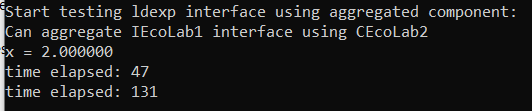 Start testing ldexp interface using aggregated component:
Can aggregate IEcoLab1 interface using CEcoLab2
x = 2.000000
time elapsed: 47
time elapsed: 131